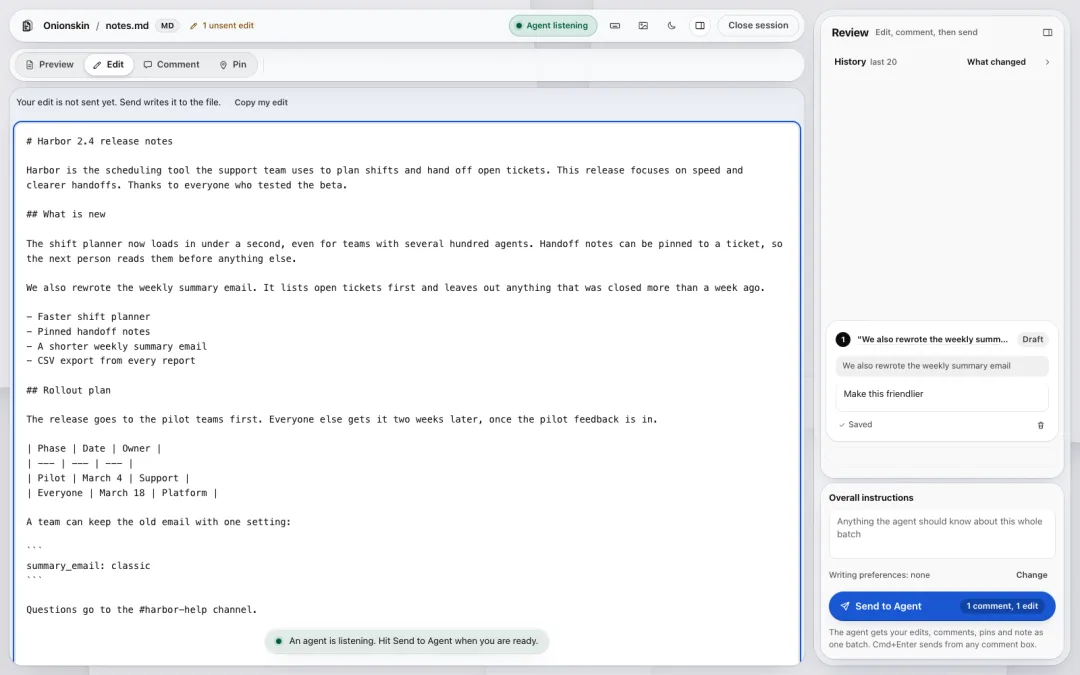 Onionskin / notes.md MD 1 unsent edit
Agent listening
Close session
Preview Edit Comment Pin
Your edit is not sent yet. Send writes it to the file. Copy my edit
# Harbor 2.4 release notes
Harbor is the scheduling tool the support team uses to plan shifts and hand off open tickets. This release focuses on speed and
clearer handoffs. Thanks to everyone who tested the beta.
## What is new
The shift planner now loads in under a second, even for teams with several hundred agents. Handoff notes can be pinned to a ticket, so
the next person reads them before anything else.
We also rewrote the weekly summary email. It lists open tickets first and leaves out anything that was closed more than a week ago.
- Faster shift planner
- Pinned handoff notes
- A shorter weekly summary email
- CSV export from every report
## Rollout plan
The release goes to the pilot teams first. Everyone else gets it two weeks later, once the pilot feedback is in.
| Phase | Date | Owner |
| --- | --- | --- |
| Pilot | March 4 | Support |
| Everyone | March 18 | Platform |
A team can keep the old email with one setting:
```
summary_email: classic
```
Questions go to the #harbor-help channel.
An agent is listening. Hit Send to Agent when you are ready.
Review Edit, comment, then send
History last 20 What changed
1 "We also rewrote the weekly summ... Draft
We also rewrote the weekly summary email
Make this friendlier
Saved
Overall instructions
Anything the agent should know about this whole
batch
Writing preferences: none Change
Send to Agent 1 comment, 1 edit
The agent gets your edits, comments, pins and note as
one batch. Cmd+Enter sends from any comment box.